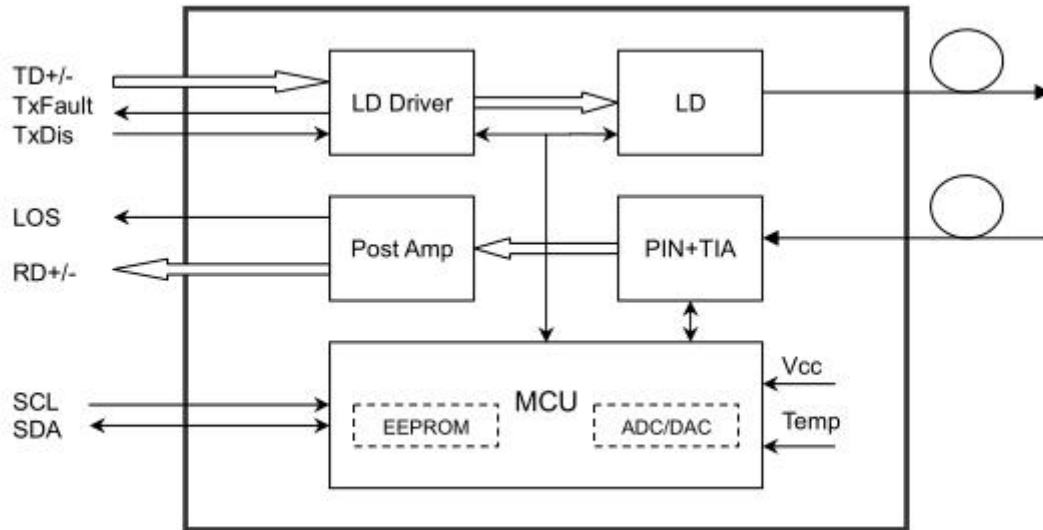 TD+/-
TxFault
TxDis
LD Driver
LD
LOS
RD+/-
Post Amp
PIN+TIA
SCL
SDA
MCU
EEPROM
ADC/DAC
Vcc
Temp